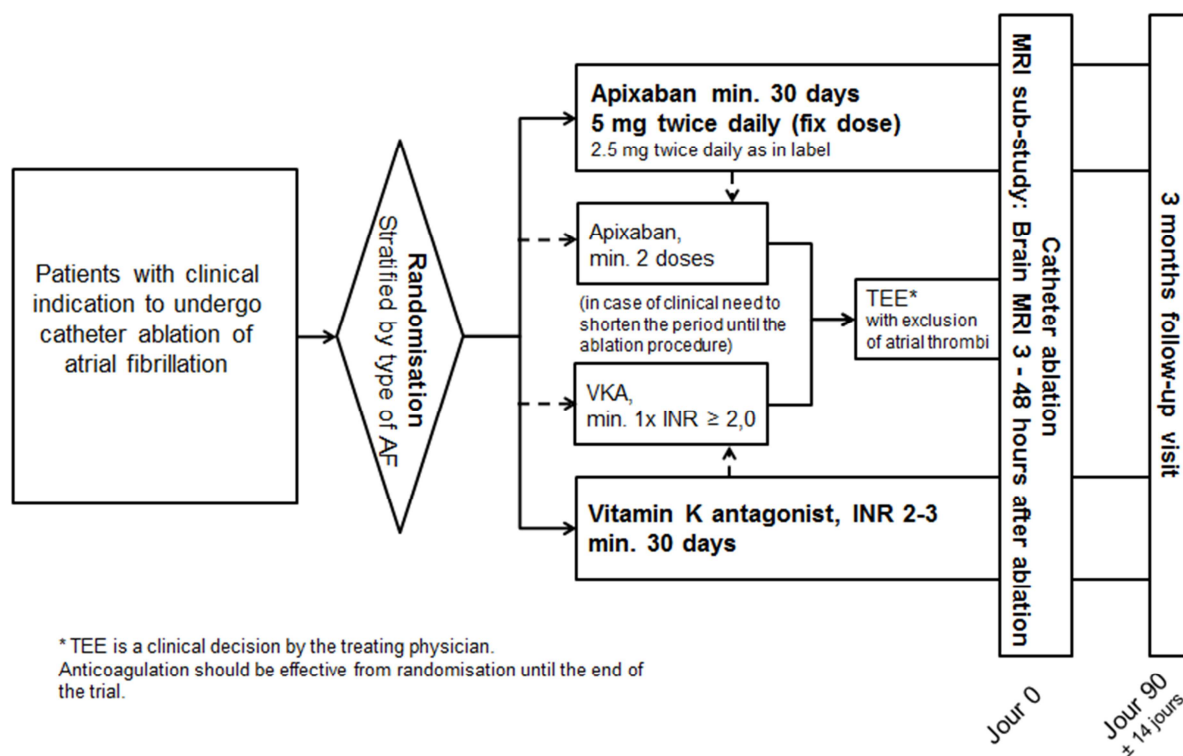 Patients with clinical
indication to undergo
catheter ablation of
atrial fibrillation
Randomisation
Stratified by type of AF
Apixaban min. 30 days
5 mg twice daily (fix dose)
2.5 mg twice daily as in label
Apixaban,
min. 2 doses
(in case of clinical need to
shorten the period until the
ablation procedure)
VKA,
min. 1x INR ≥ 2,0
Vitamin K antagonist, INR 2-3
min. 30 days
TEE*
with exclusion
of atrial thrombi
Catheter ablation
MRI sub-study: Brain MRI 3 - 48 hours after ablation
3 months follow-up visit
Jour 0
Jour 90
± 14 jours
* TEE is a clinical decision by the treating physician.
Anticoagulation should be effective from randomisation until the end of
the trial.